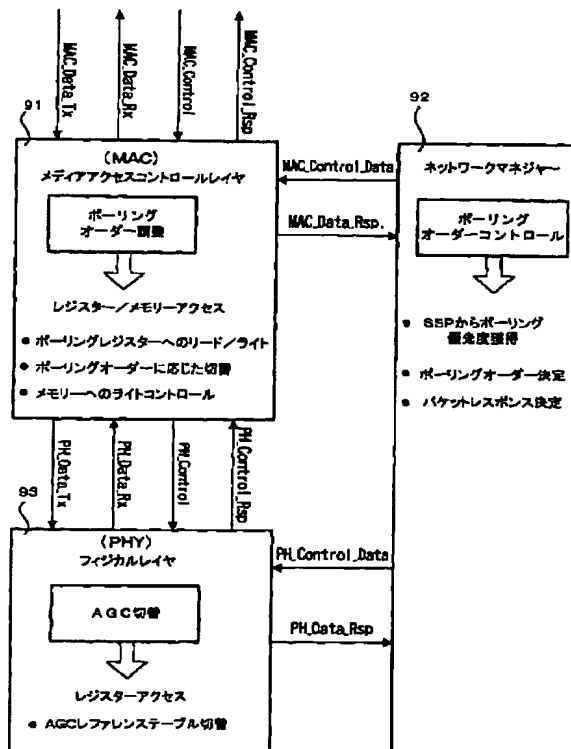 MAC_Data_Tx
MAC_Data_Rx
MAC_Control
MAC_Control_Rsp
91
(MAC)
メディアアクセスコントロールレイヤ
ポーリング
オーダー調整
レジスター／メモリーアクセス
● ポーリングレジスターへのリード／ライト
● ポーリングオーダーに応じた切替
● メモリーへのライトコントロール
MAC_Control_Data
MAC_Data_Rsp.
92
ネットワークマネジャー
ポーリング
オーダーコントロール
● SSPからポーリング
優先度獲得
● ポーリングオーダー決定
● パケットレスポンス決定
PH_Data_Tx
PH_Data_Rx
PH_Control
PH_Control_Rsp
93
(PHY)
フィジカルレイヤ
AGC切替
レジスターアクセス
● AGCレファレンステーブル切替
PH_Control_Data
PH_Data_Rsp